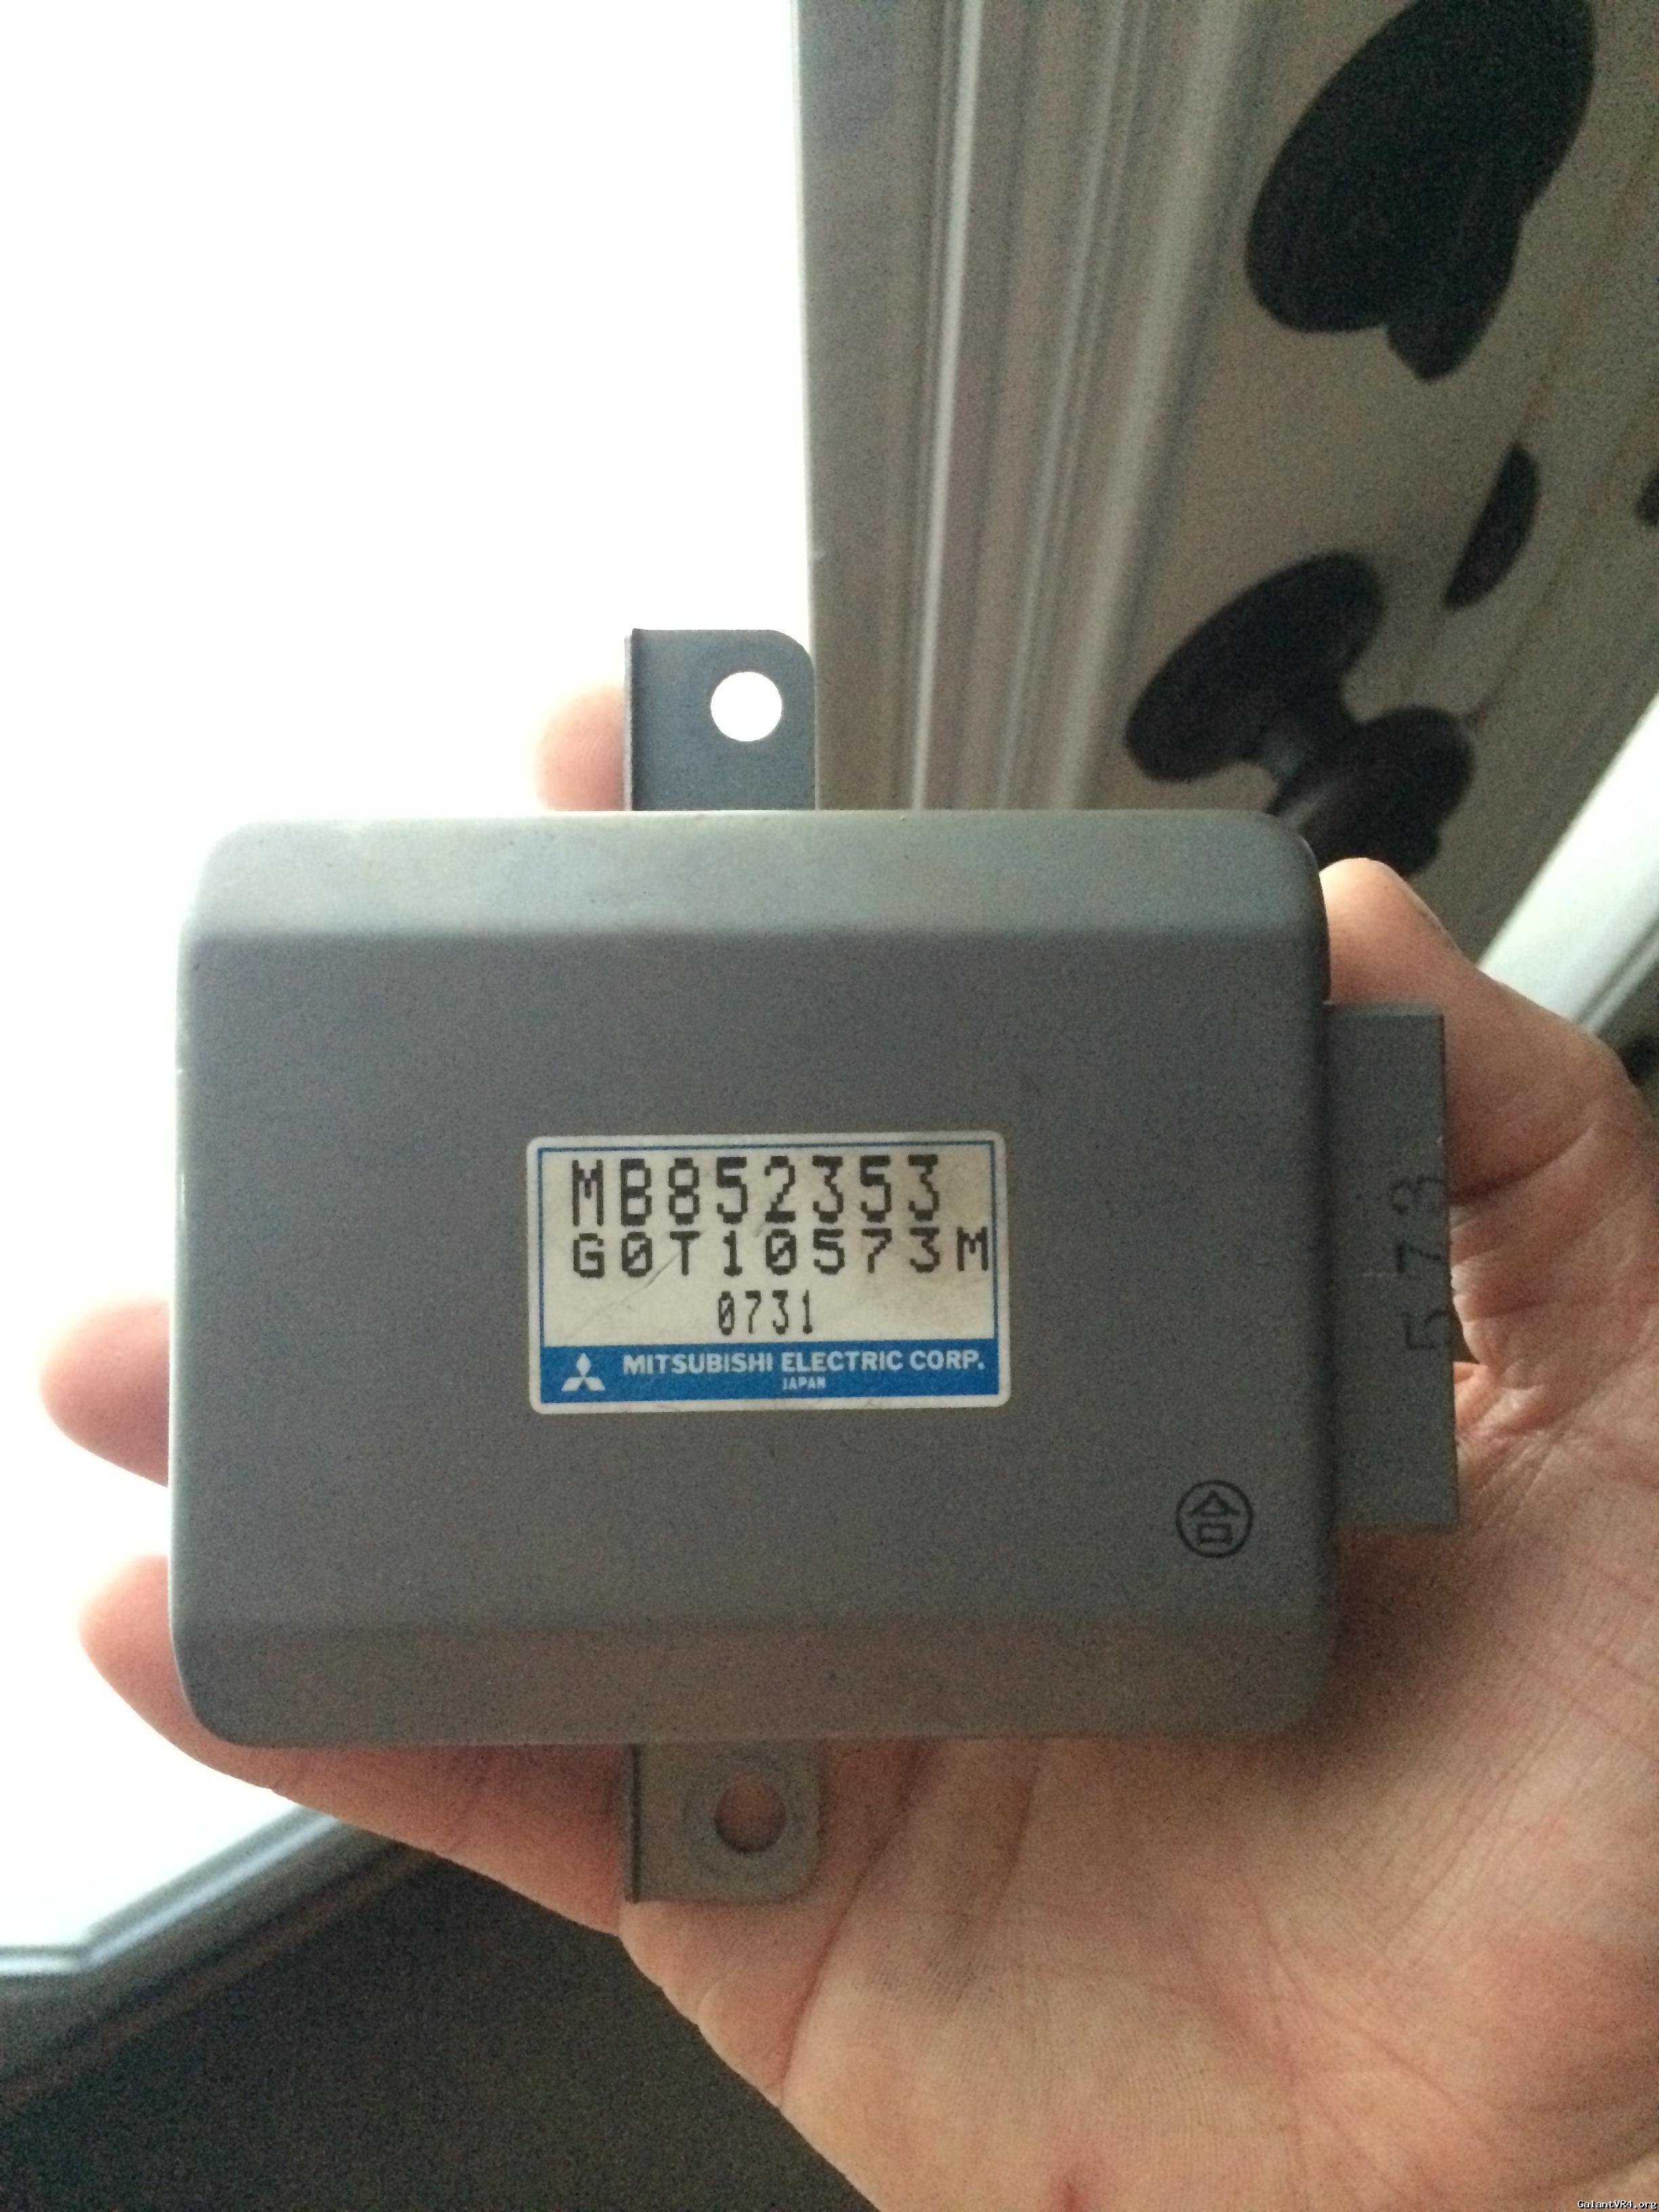 MB852353
G0T10573M
0731
MITSUBISHI ELECTRIC CORP.
JAPAN
合
573
GalantVR4.org